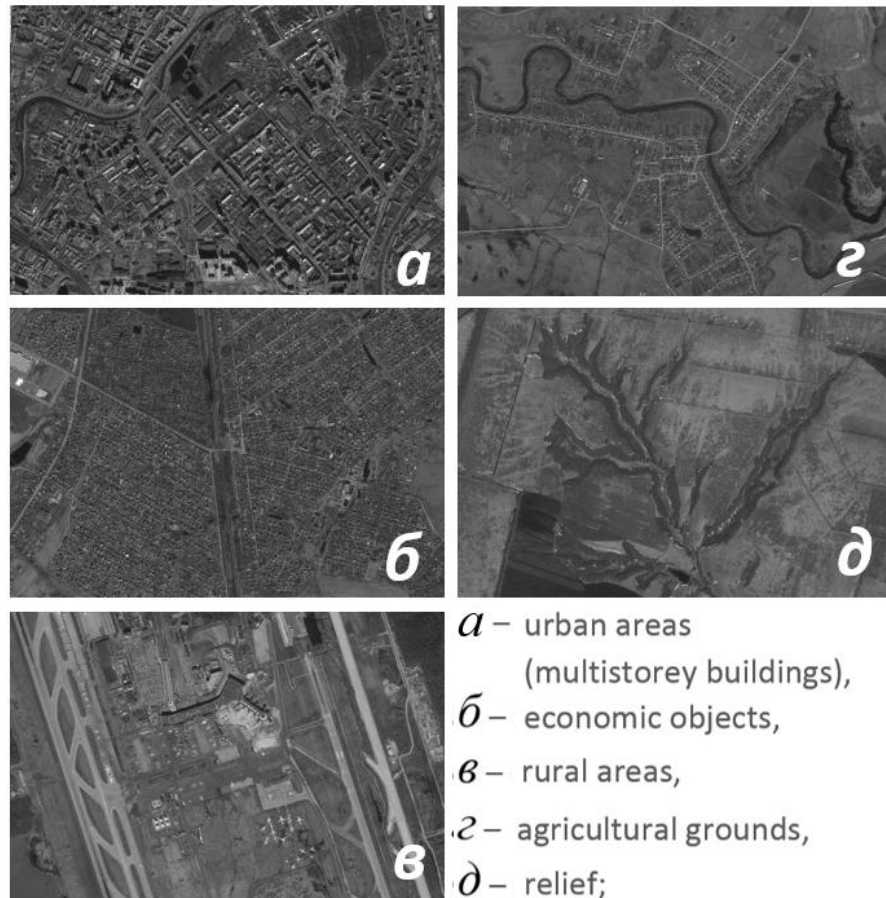 а
г
б
д
в
а – urban areas
(multistorey buildings),
б – economic objects,
в – rural areas,
г – agricultural grounds,
д – relief;